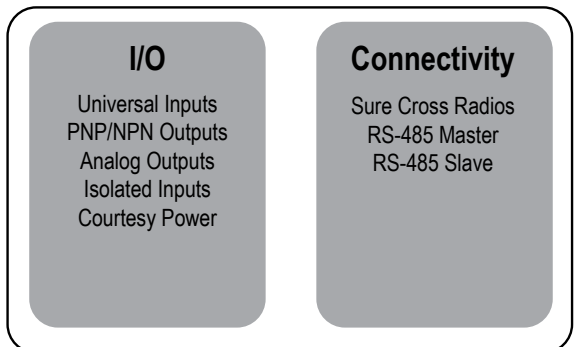 I/O
Universal Inputs
PNP/NPN Outputs
Analog Outputs
Isolated Inputs
Courtesy Power
Connectivity
Sure Cross Radios
RS-485 Master
RS-485 Slave